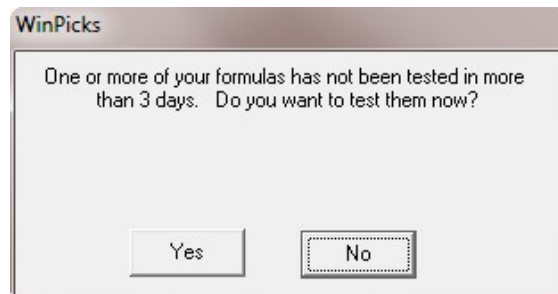 WinPicks
One or more of your formulas has not been tested in more
than 3 days. Do you want to test them now?
Yes
No